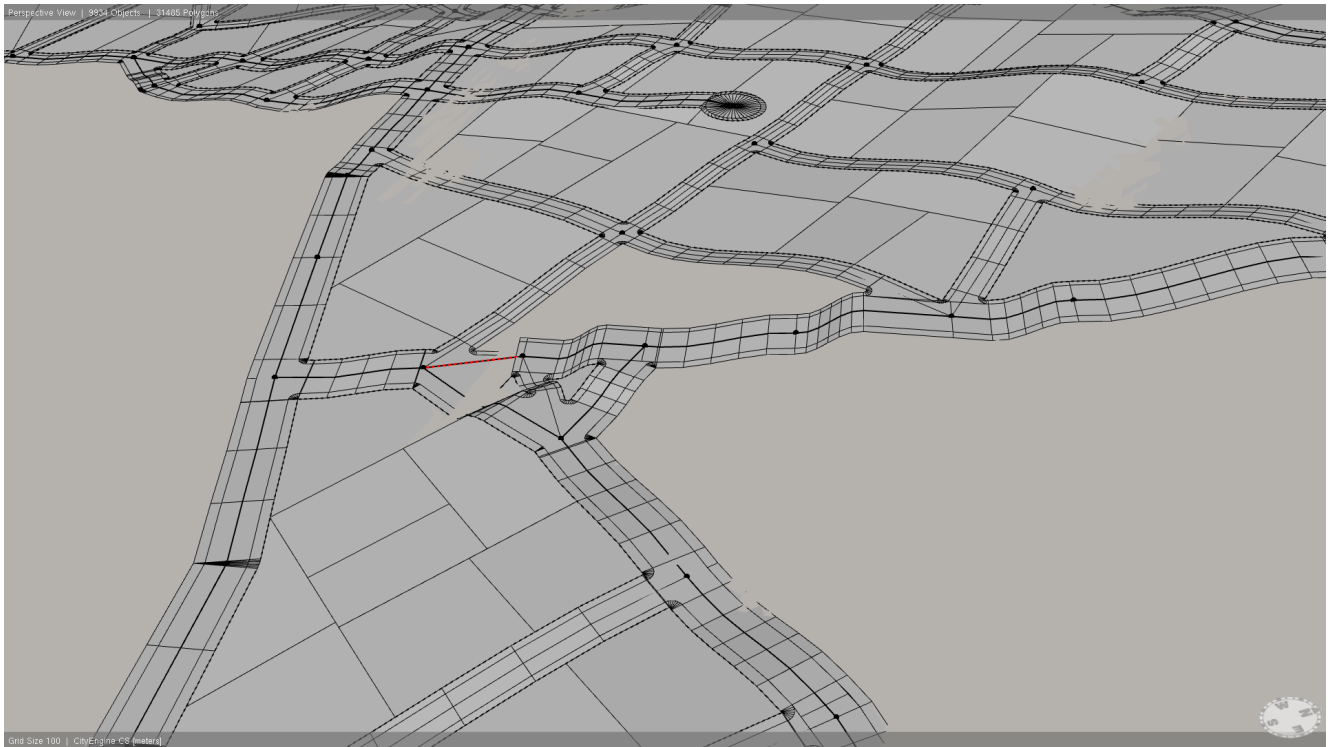 Perspective View | 9934 Objects | 31485 Polygons
Grid Size 100 | CityEngine CS [meters]